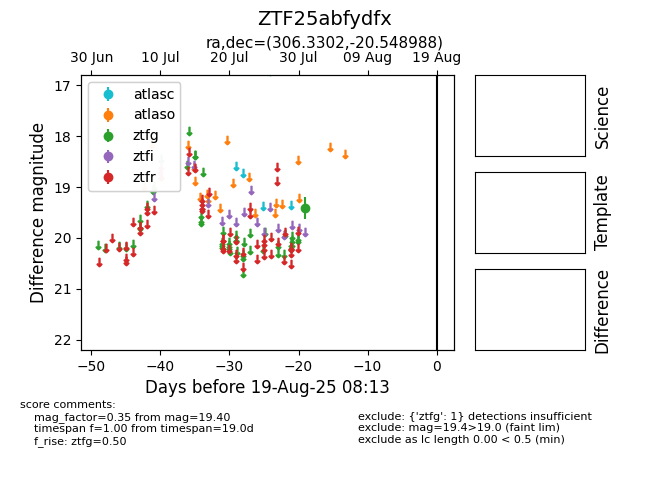 ZTF25abfydfx
ra,dec=(306.3302,-20.548988)
30 Jun 10 Jul 20 Jul 30 Jul 09 Aug 19 Aug
17
18
19
20
21
22
Difference magnitude
atlasc
atlaso
ztfg
ztfi
ztfr
−50 −40 −30 −20 −10 0
Days before 19-Aug-25 08:13
Science
Template
Difference
score comments:
mag_factor=0.35 from mag=19.40
timespan f=1.00 from timespan=19.0d
f_rise: ztfg=0.50
exclude: {'ztfg': 1} detections insufficient
exclude: mag=19.4>19.0 (faint lim)
exclude as lc length 0.00 < 0.5 (min)